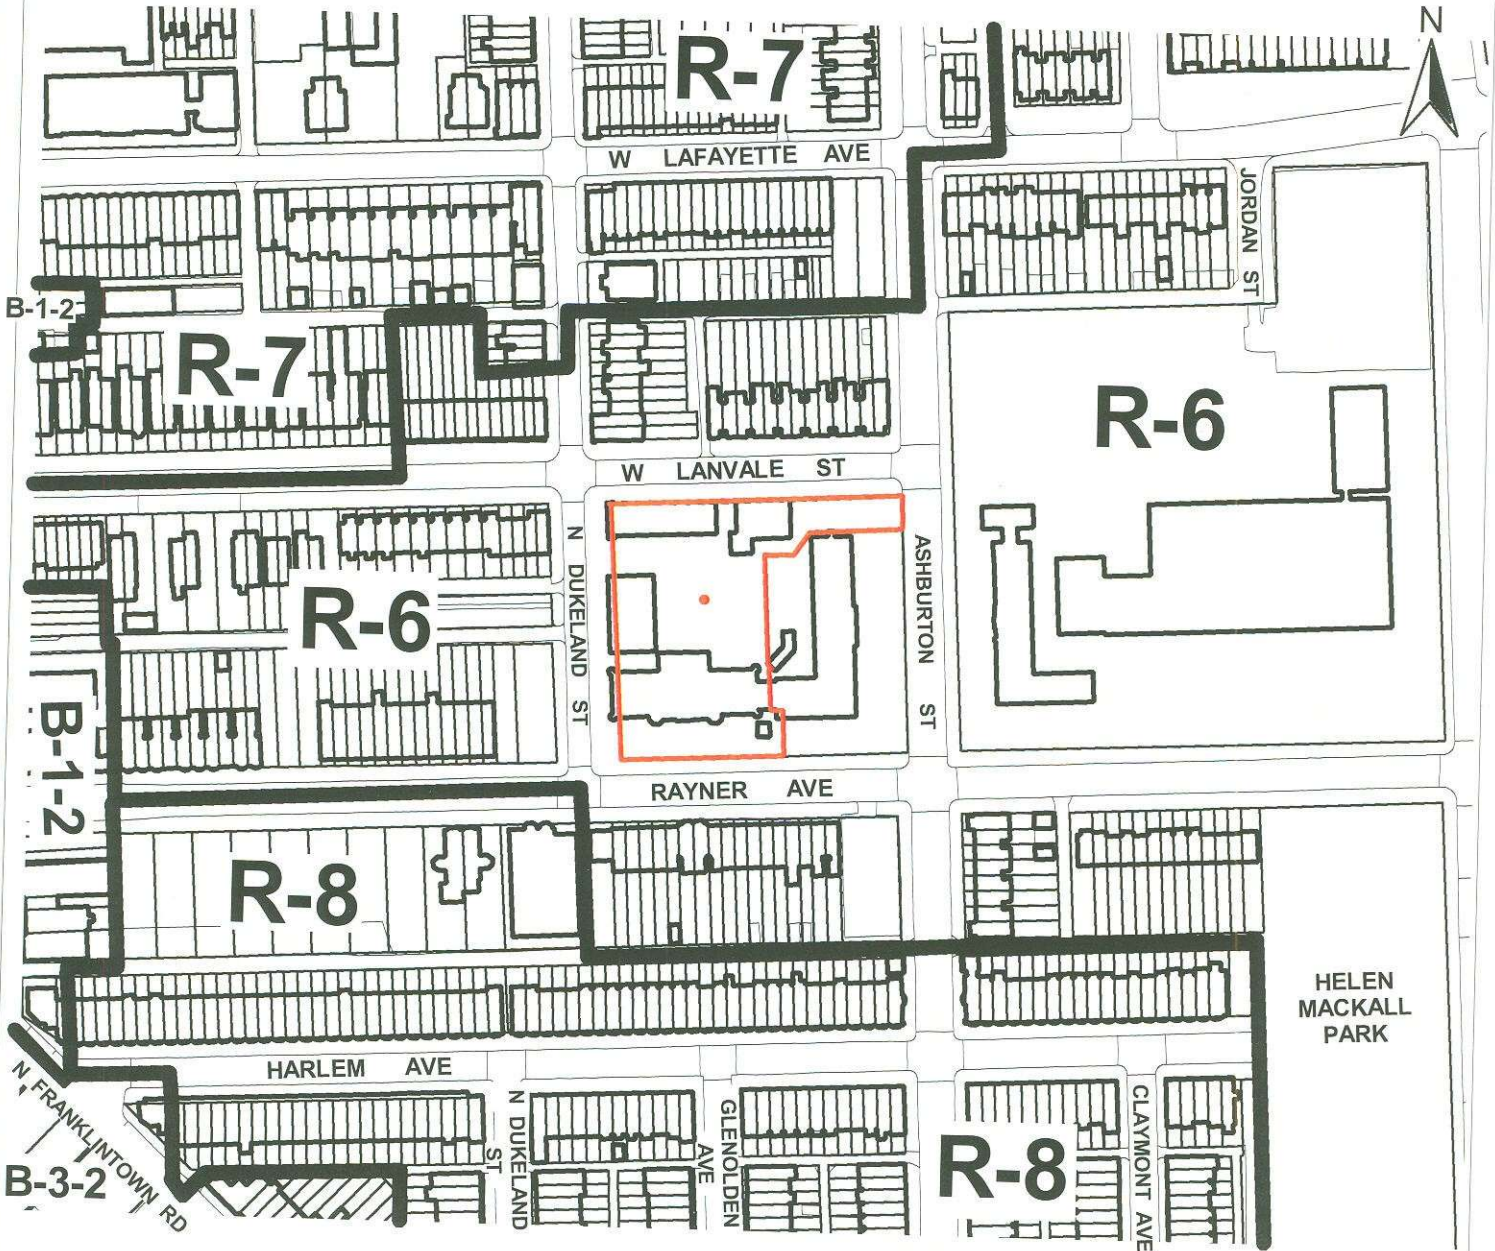 N
R-7
W LAFAYETTE AVE
JORDAN ST
B-1-2
R-7
R-6
W LANVALE ST
N DUKELAND ST
ASHBURTON ST
R-6
B-1-2
RAYNER AVE
R-8
HELEN
MACKALL
PARK
HARLEM AVE
N FRANKLINTOWN RD
N DUKELAND ST
GLENOLDEN AVE
CLAYMONT AVE
R-8
B-3-2